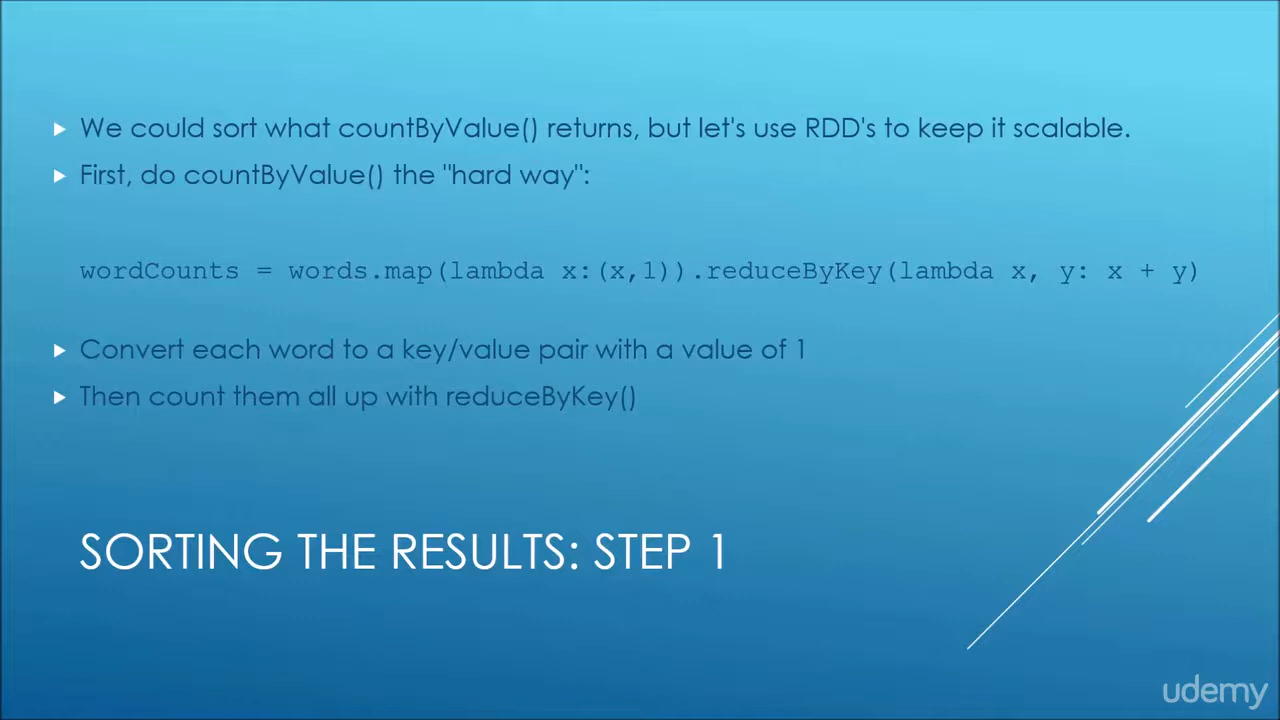 We could sort what countByValue() returns, but let's use RDD's to keep it scalable.
First, do countByValue() the "hard way":
wordCounts = words.map(lambda x:(x,1)).reduceByKey(lambda x, y: x + y)
Convert each word to a key/value pair with a value of 1
Then count them all up with reduceByKey()
SORTING THE RESULTS: STEP 1
udemy